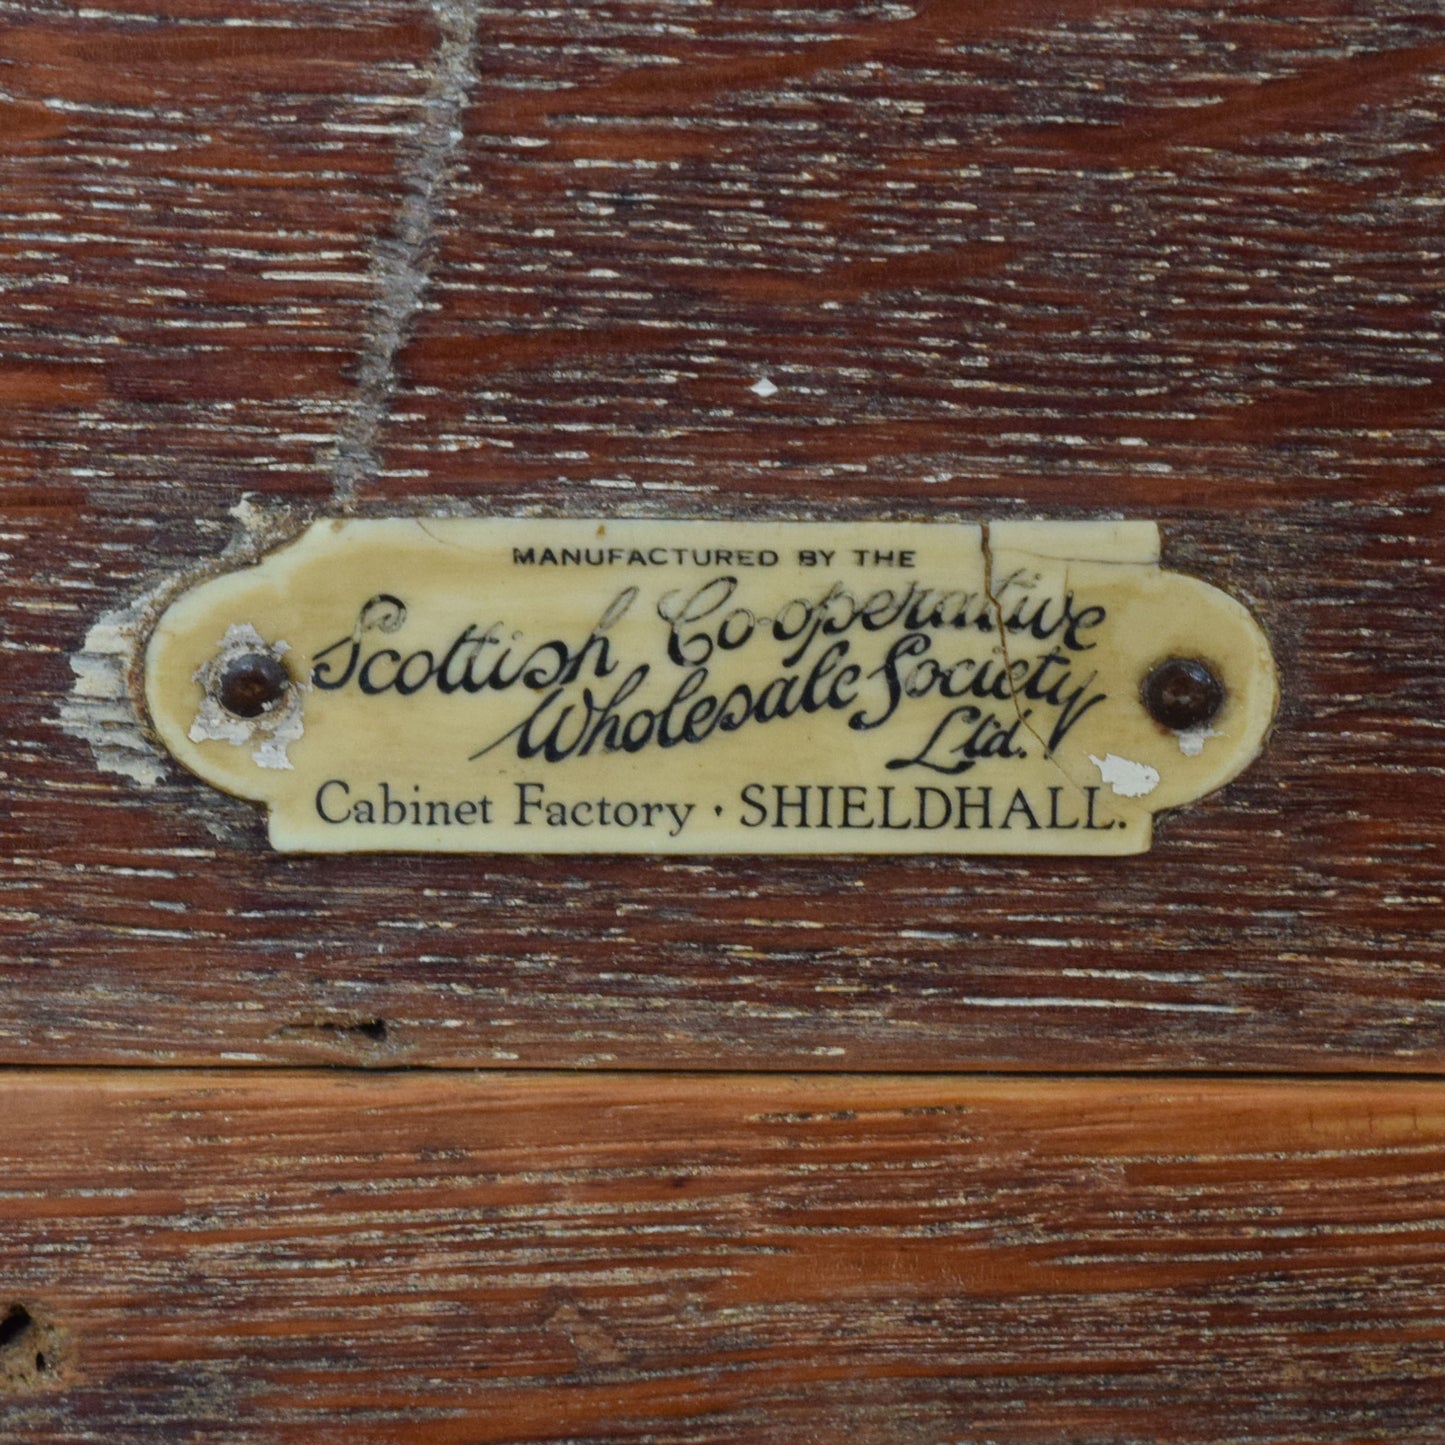 MANUFACTURED BY THE
Scottish Co-operative
Wholesale Society
Ltd.
Cabinet Factory · SHIELDHALL.